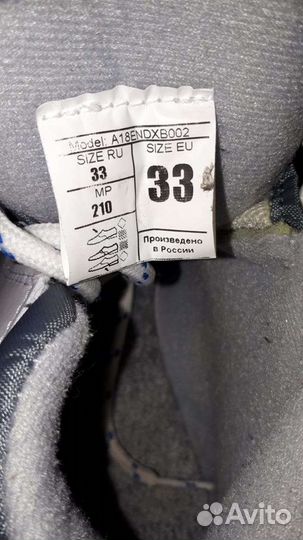 Model: A18ENDXB002
SIZE RU
SIZE EU
33
33
MP
210
Произведено
в России
Avito